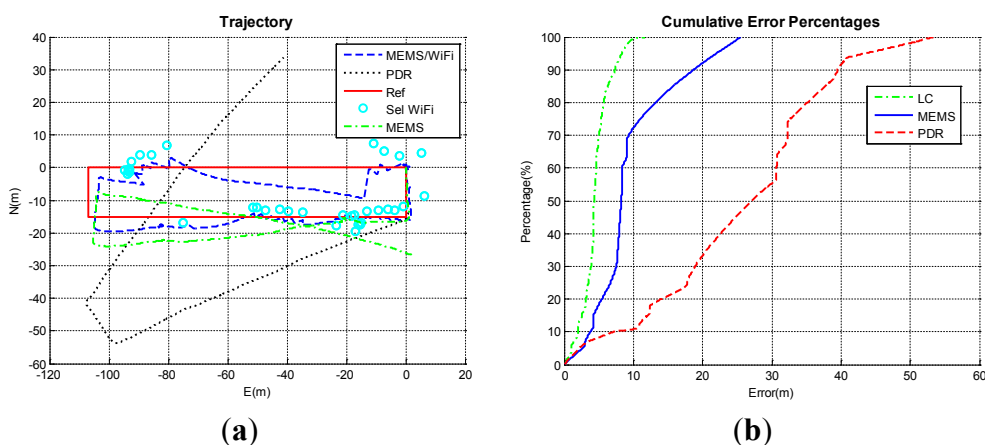 Trajectory
40
30
20
10
0
-10
-20
-30
-40
-50
-60
N(m)
-120 -100 -80 -60 -40 -20 0 20
E(m)
MEMS/WiFi
PDR
Ref
Sel WiFi
MEMS
(a)
Cumulative Error Percentages
100
90
80
70
60
50
40
30
20
10
0
Percentage(%)
0 10 20 30 40 50 60
Error(m)
LC
MEMS
PDR
(b)